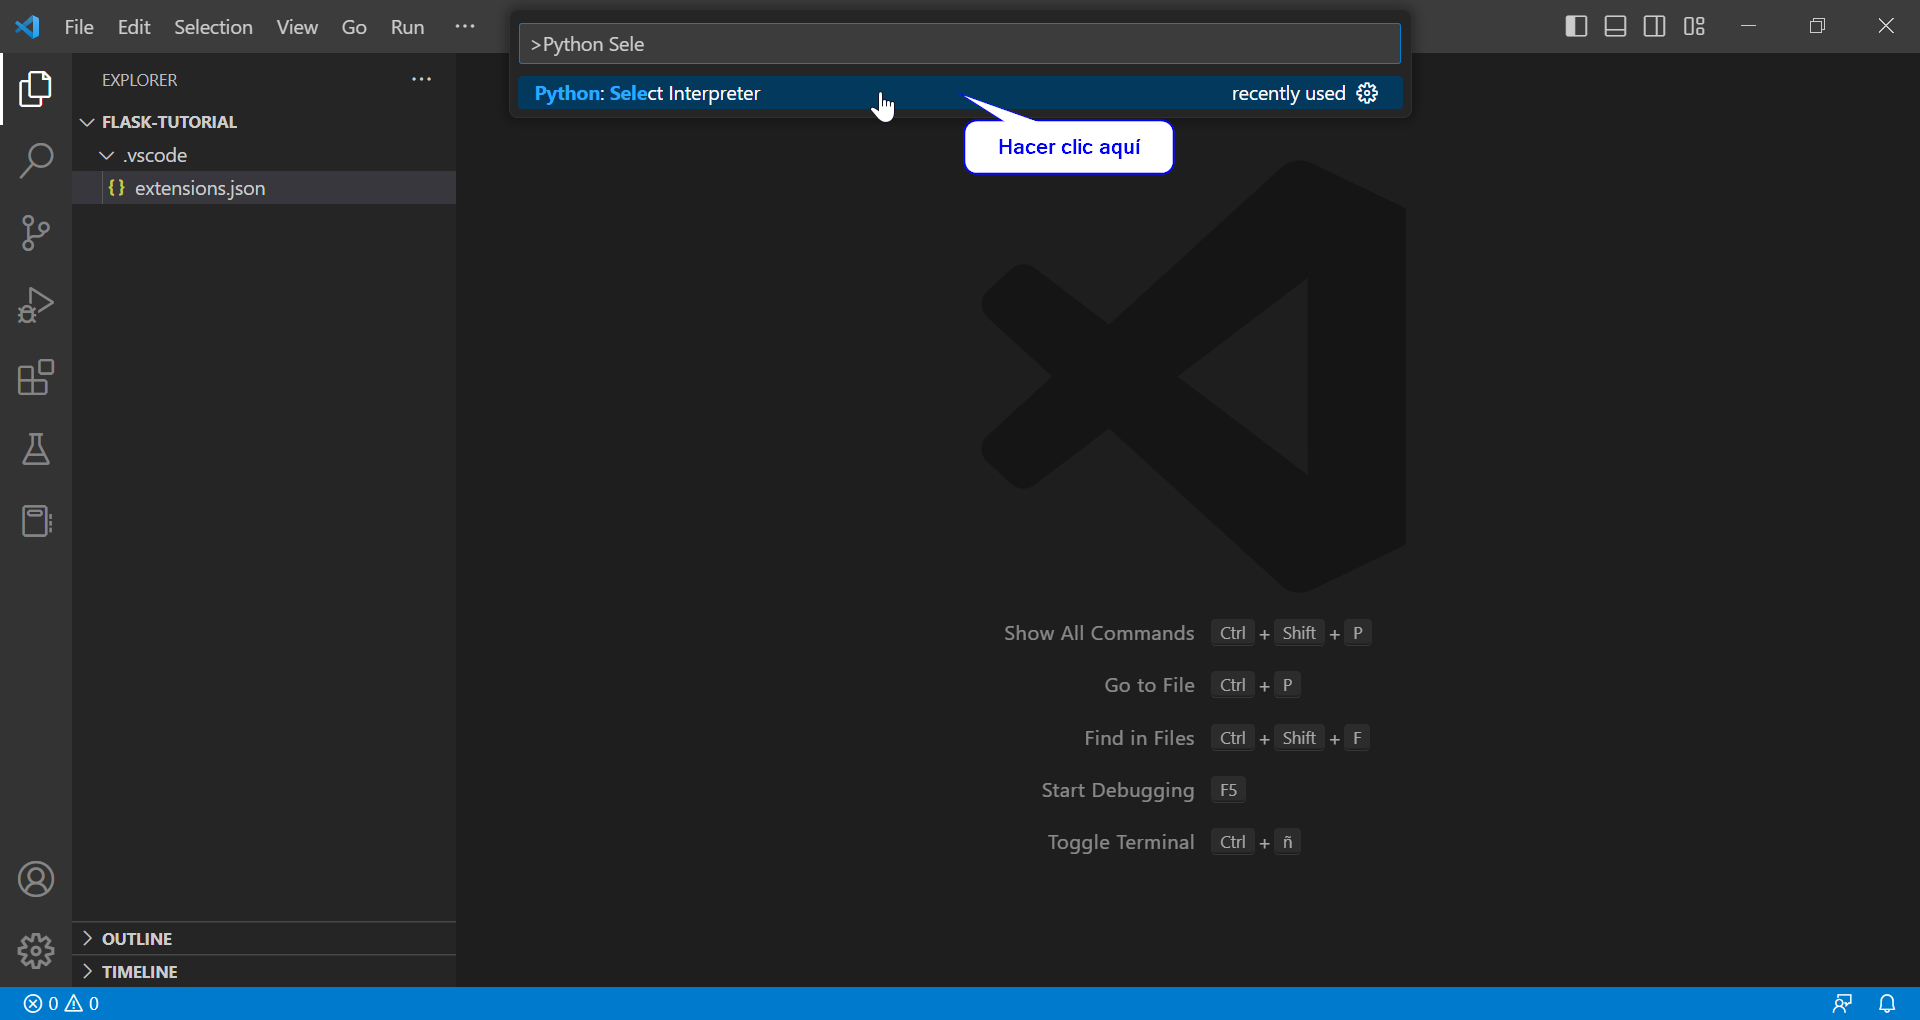 File Edit Selection View Go Run ···
>Python Sele
Python: Select Interpreter recently used
Hacer clic aquí
EXPLORER ···
FLASK-TUTORIAL
.vscode
{} extensions.json
Show All Commands Ctrl + Shift + P
Go to File Ctrl + P
Find in Files Ctrl + Shift + F
Start Debugging F5
Toggle Terminal Ctrl + ñ
OUTLINE
TIMELINE
0 0